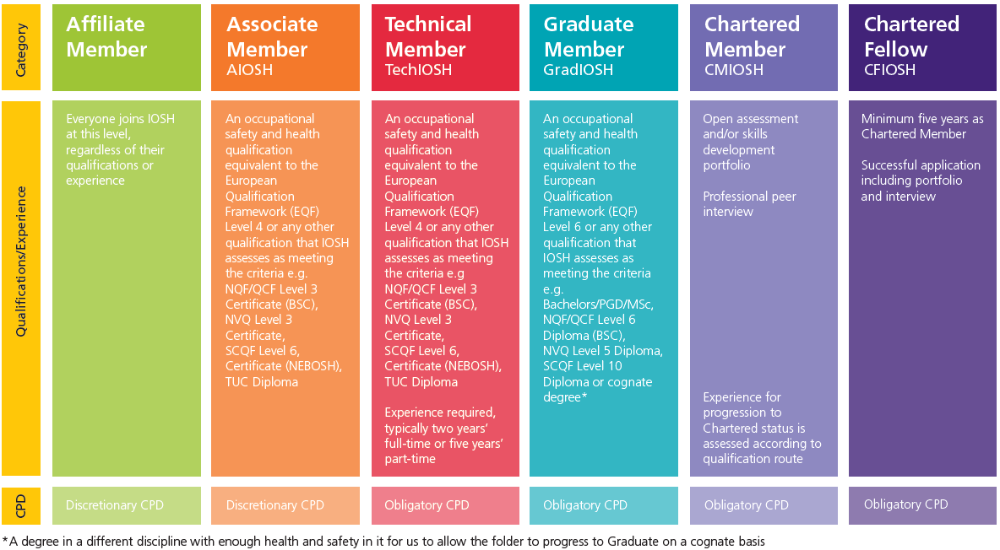 Category
Affiliate
Member
Associate
Member
AIOSH
Technical
Member
TechIOSH
Graduate
Member
GradIOSH
Chartered
Member
CMIOSH
Chartered
Fellow
CFIOSH
Qualifications/Experience
Everyone joins IOSH
at this level,
regardless of their
qualifications or
experience
An occupational
safety and health
qualification
equivalent to the
European
Qualification
Framework (EQF)
Level 4 or any other
qualification that IOSH
assesses as meeting
the criteria e.g.
NQF/QCF Level 3
Certificate (BSC),
NVQ Level 3
Certificate,
SCQF Level 6,
Certificate (NEBOSH),
TUC Diploma
An occupational
safety and health
qualification
equivalent to the
European
Qualification
Framework (EQF)
Level 4 or any other
qualification that IOSH
assesses as meeting
the criteria e.g
NQF/QCF Level 3
Certificate (BSC),
NVQ Level 3
Certificate,
SCQF Level 6,
Certificate (NEBOSH),
TUC Diploma
Experience required,
typically two years’
full-time or five years’
part-time
An occupational
safety and health
qualification
equivalent to the
European
Qualification
Framework (EQF)
Level 6 or any other
qualification that
IOSH assesses as
meeting the criteria
e.g.
Bachelors/PGD/MSc,
NQF/QCF Level 6
Diploma (BSC),
NVQ Level 5 Diploma,
SCQF Level 10
Diploma or cognate
degree*
Open assessment
and/or skills
development
portfolio
Professional peer
interview
Experience for
progression to
Chartered status is
assessed according to
qualification route
Minimum five years as
Chartered Member
Successful application
including portfolio
and interview
CPD
Discretionary CPD
Discretionary CPD
Obligatory CPD
Obligatory CPD
Obligatory CPD
Obligatory CPD
*A degree in a different discipline with enough health and safety in it for us to allow the folder to progress to Graduate on a cognate basis